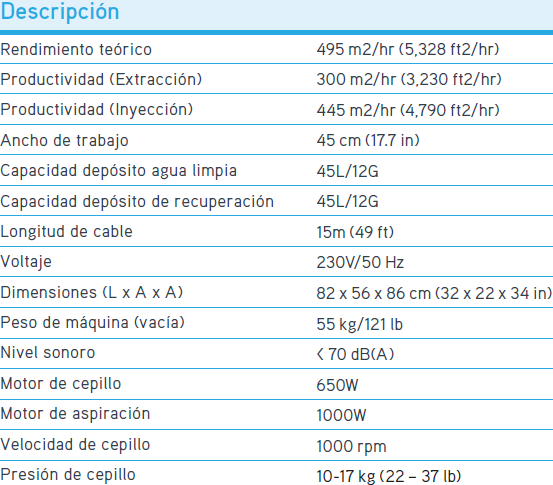 Descripción
Rendimiento teórico 495 m2/hr (5,328 ft2/hr)
Productividad (Extracción) 300 m2/hr (3,230 ft2/hr)
Productividad (Inyección) 445 m2/hr (4,790 ft2/hr)
Ancho de trabajo 45 cm (17.7 in)
Capacidad depósito agua limpia 45L/12G
Capacidad depósito de recuperación 45L/12G
Longitud de cable 15m (49 ft)
Voltaje 230V/50 Hz
Dimensiones (L x A x A) 82 x 56 x 86 cm (32 x 22 x 34 in)
Peso de máquina (vacía) 55 kg/121 lb
Nivel sonoro < 70 dB(A)
Motor de cepillo 650W
Motor de aspiración 1000W
Velocidad de cepillo 1000 rpm
Presión de cepillo 10-17 kg (22 – 37 lb)